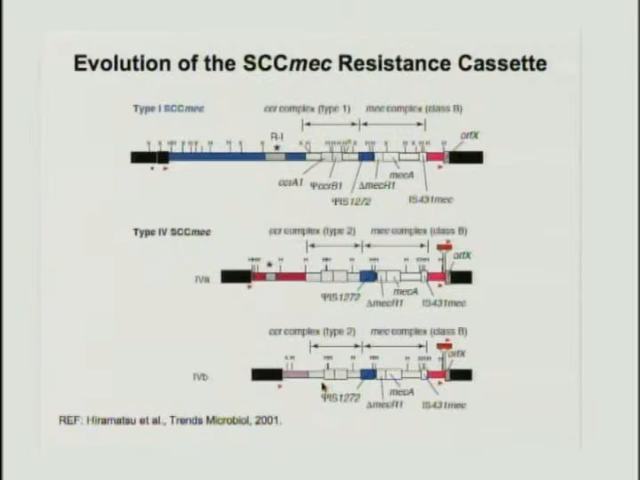 Evolution of the SCCmec Resistance Cassette
Type I SCCmec
ccr complex (type 1)
mec complex (class B)
R-I
*
orfX
ccrA1
ΨccrB1
ΨIS1272
ΔmecR1
mecA
IS431mec
Type IV SCCmec
ccr complex (type 2)
mec complex (class B)
*
orfX
IVa
ΨIS1272
ΔmecR1
mecA
IS431mec
ccr complex (type 2)
mec complex (class B)
orfX
IVb
ΨIS1272
ΔmecR1
mecA
IS431mec
REF: Hiramatsu et al., Trends Microbiol, 2001.